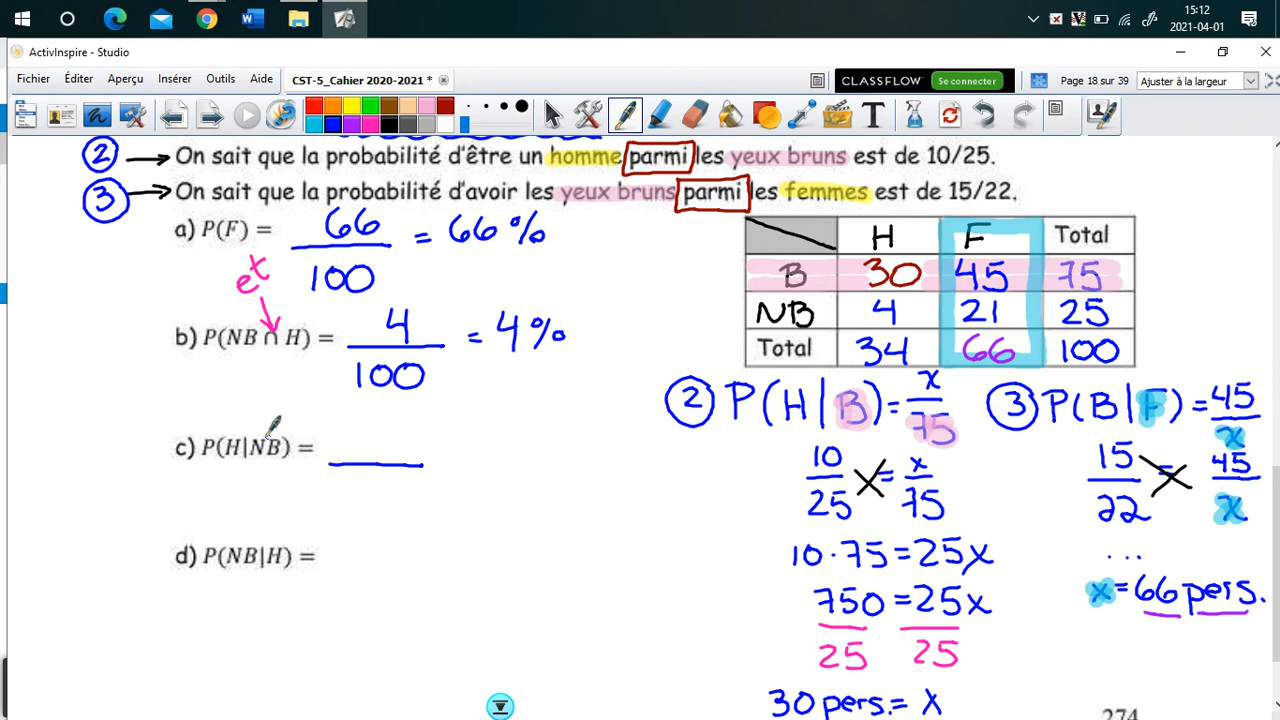 15:12
2021-04-01
ActivInspire - Studio
Fichier Éditer Aperçu Insérer Outils Aide CST-5_Cahier 2020-2021 * CLASSFLOW Se connecter Page 18 sur 39 Ajuster à la largeur
② → On sait que la probabilité d'être un homme parmi les yeux bruns est de 10/25.
③ → On sait que la probabilité d'avoir les yeux bruns parmi les femmes est de 15/22.
a) P(F) = 66/100 = 66 %
et
b) P(NB ∩ H) = 4/100 = 4 %
c) P(H|NB) =
d) P(NB|H) =
H F Total
B 30 45 75
NB 4 21 25
Total 34 66 100
② P(H|B) = x/75
10/25 = x/75
10·75 = 25x
750 = 25x
25 25
30 pers. = x
③ P(B|F) = 45/x
15/22 = 45/x
...
x = 66 pers.
274